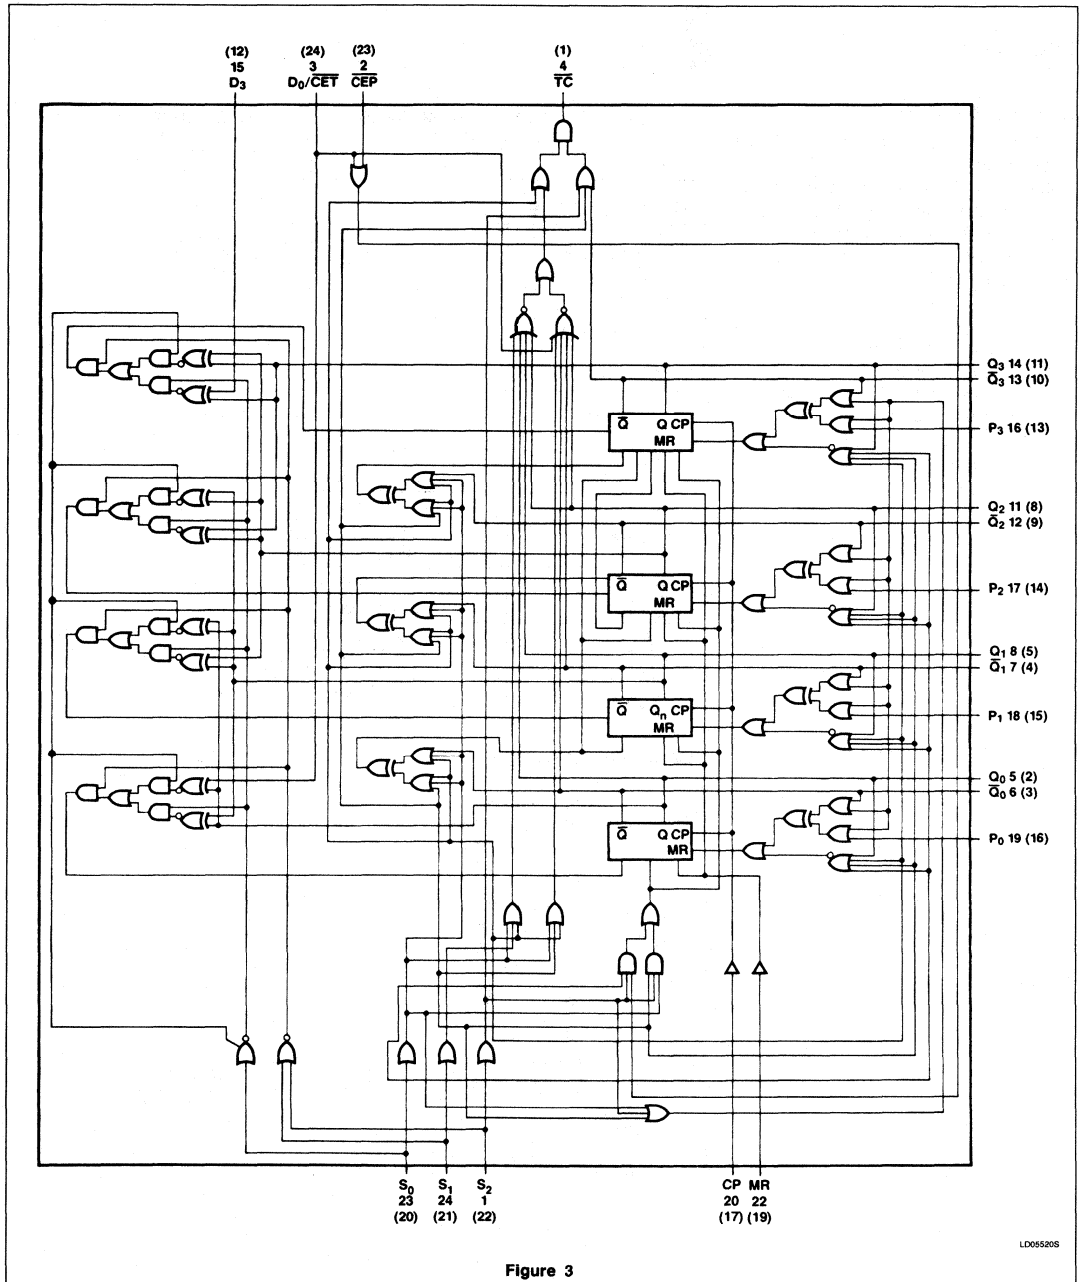 (12) (24) (23) (1)
15 3 2 4
D₃ D₀/C̅E̅T̅ C̅E̅P̅ T̅C̅
Q₃ 14 (11)
Q̅₃ 13 (10)
Q̅ Q CP
MR
P₃ 16 (13)
Q₂ 11 (8)
Q̅₂ 12 (9)
Q̅ Q CP
MR
P₂ 17 (14)
Q₁ 8 (5)
Q̅₁ 7 (4)
Q̅ Qₙ CP
MR
P₁ 18 (15)
Q₀ 5 (2)
Q̅₀ 6 (3)
Q̅ Q CP
MR
P₀ 19 (16)
S₀ S₁ S₂ CP MR
23 24 1 20 22
(20) (21) (22) (17) (19)
LD05520S
Figure 3